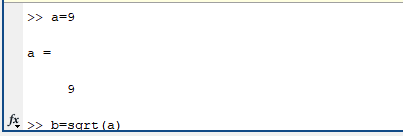 >> a=9
a =
9
fx >> b=sqrt(a)